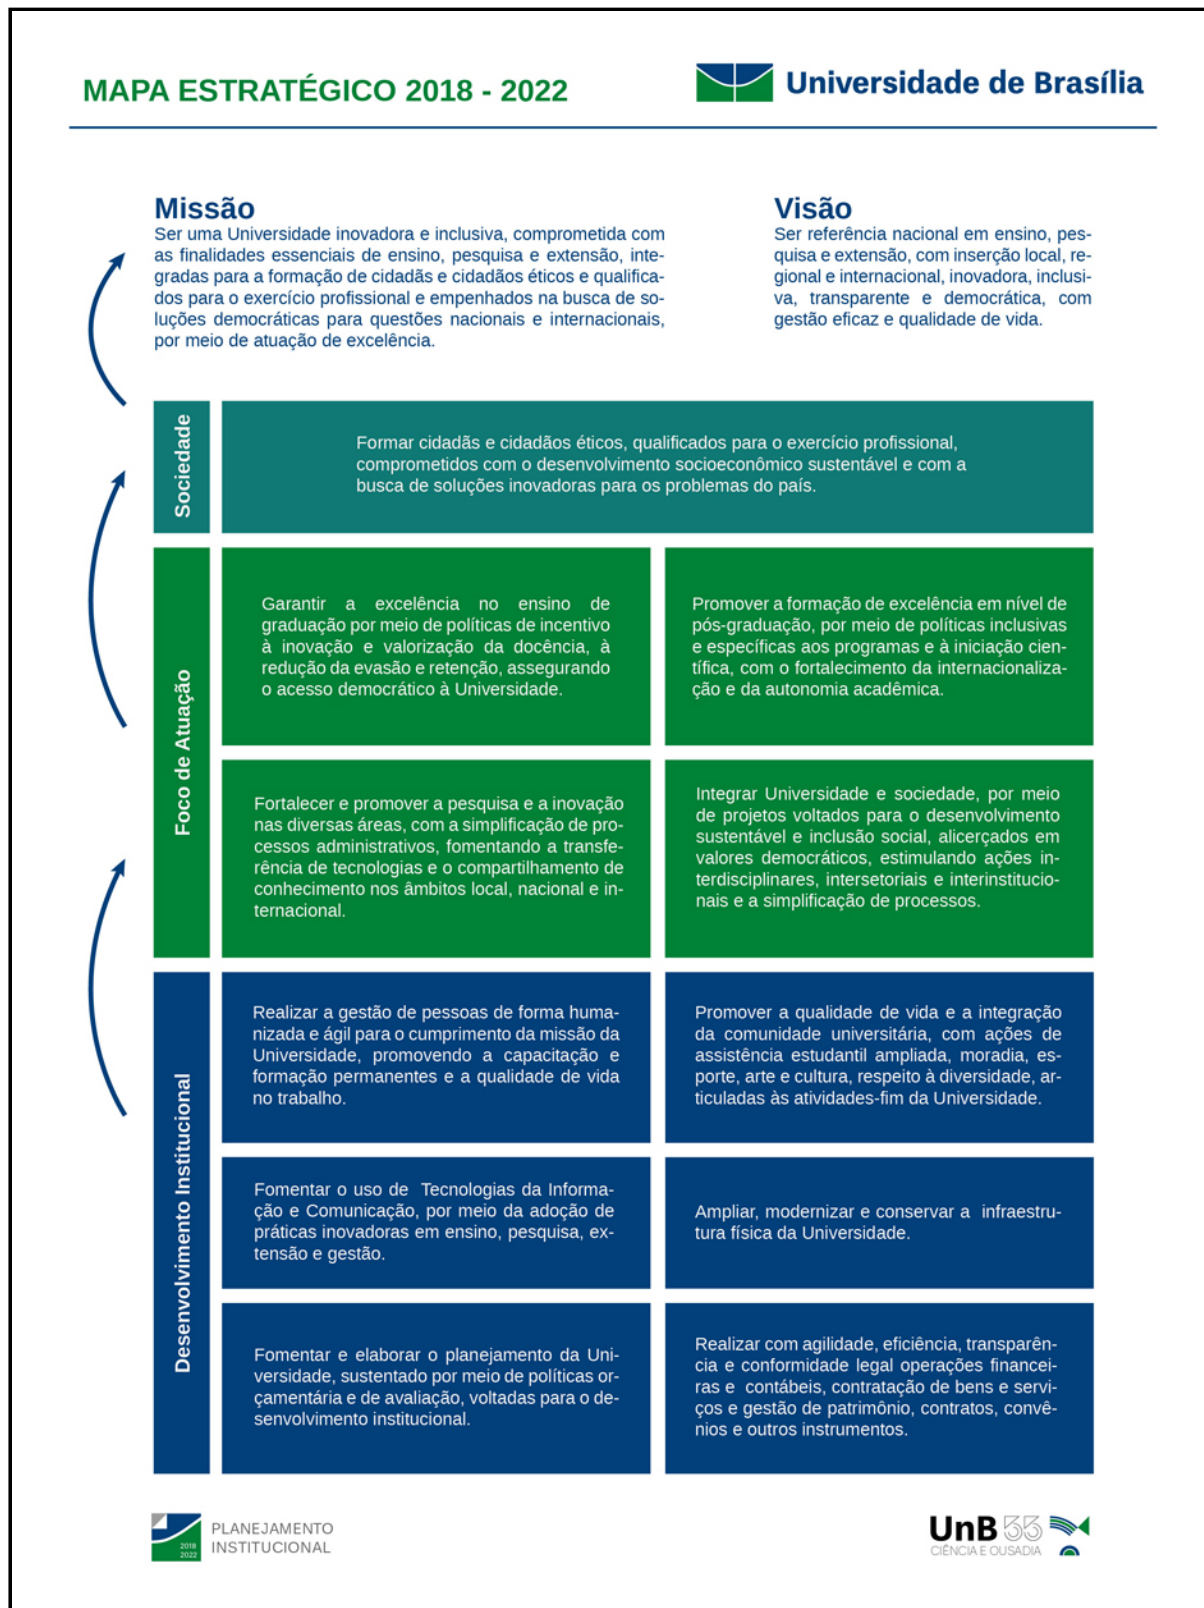 MAPA ESTRATÉGICO 2018 - 2022
Universidade de Brasília
Missão
Ser uma Universidade inovadora e inclusiva, comprometida com
as finalidades essenciais de ensino, pesquisa e extensão, inte-
gradas para a formação de cidadãs e cidadãos éticos e qualifica-
dos para o exercício profissional e empenhados na busca de so-
luções democráticas para questões nacionais e internacionais,
por meio de atuação de excelência.
Visão
Ser referência nacional em ensino, pes-
quisa e extensão, com inserção local, re-
gional e internacional, inovadora, inclusi-
va, transparente e democrática, com
gestão eficaz e qualidade de vida.
Sociedade
Formar cidadãs e cidadãos éticos, qualificados para o exercício profissional,
comprometidos com o desenvolvimento socioeconômico sustentável e com a
busca de soluções inovadoras para os problemas do país.
Foco de Atuação
Garantir a excelência no ensino de
graduação por meio de políticas de incentivo
à inovação e valorização da docência, à
redução da evasão e retenção, assegurando
o acesso democrático à Universidade.
Promover a formação de excelência em nível de
pós-graduação, por meio de políticas inclusivas
e específicas aos programas e à iniciação cien-
tífica, com o fortalecimento da internacionaliza-
ção e da autonomia acadêmica.
Fortalecer e promover a pesquisa e a inovação
nas diversas áreas, com a simplificação de pro-
cessos administrativos, fomentando a transfe-
rência de tecnologias e o compartilhamento de
conhecimento nos âmbitos local, nacional e in-
ternacional.
Integrar Universidade e sociedade, por meio
de projetos voltados para o desenvolvimento
sustentável e inclusão social, alicerçados em
valores democráticos, estimulando ações in-
terdisciplinares, intersetoriais e interinstitucio-
nais e a simplificação de processos.
Desenvolvimento Institucional
Realizar a gestão de pessoas de forma huma-
nizada e ágil para o cumprimento da missão da
Universidade, promovendo a capacitação e
formação permanentes e a qualidade de vida
no trabalho.
Promover a qualidade de vida e a integração
da comunidade universitária, com ações de
assistência estudantil ampliada, moradia, es-
porte, arte e cultura, respeito à diversidade, ar-
ticuladas às atividades-fim da Universidade.
Fomentar o uso de Tecnologias da Informa-
ção e Comunicação, por meio da adoção de
práticas inovadoras em ensino, pesquisa, ex-
tensão e gestão.
Ampliar, modernizar e conservar a infraestru-
tura física da Universidade.
Fomentar e elaborar o planejamento da Uni-
versidade, sustentado por meio de políticas or-
çamentária e de avaliação, voltadas para o de-
senvolvimento institucional.
Realizar com agilidade, eficiência, transparên-
cia e conformidade legal operações financei-
ras e contábeis, contratação de bens e servi-
ços e gestão de patrimônio, contratos, convê-
nios e outros instrumentos.
2018
2022
PLANEJAMENTO
INSTITUCIONAL
UnB 55
CIÊNCIA E OUSADIA